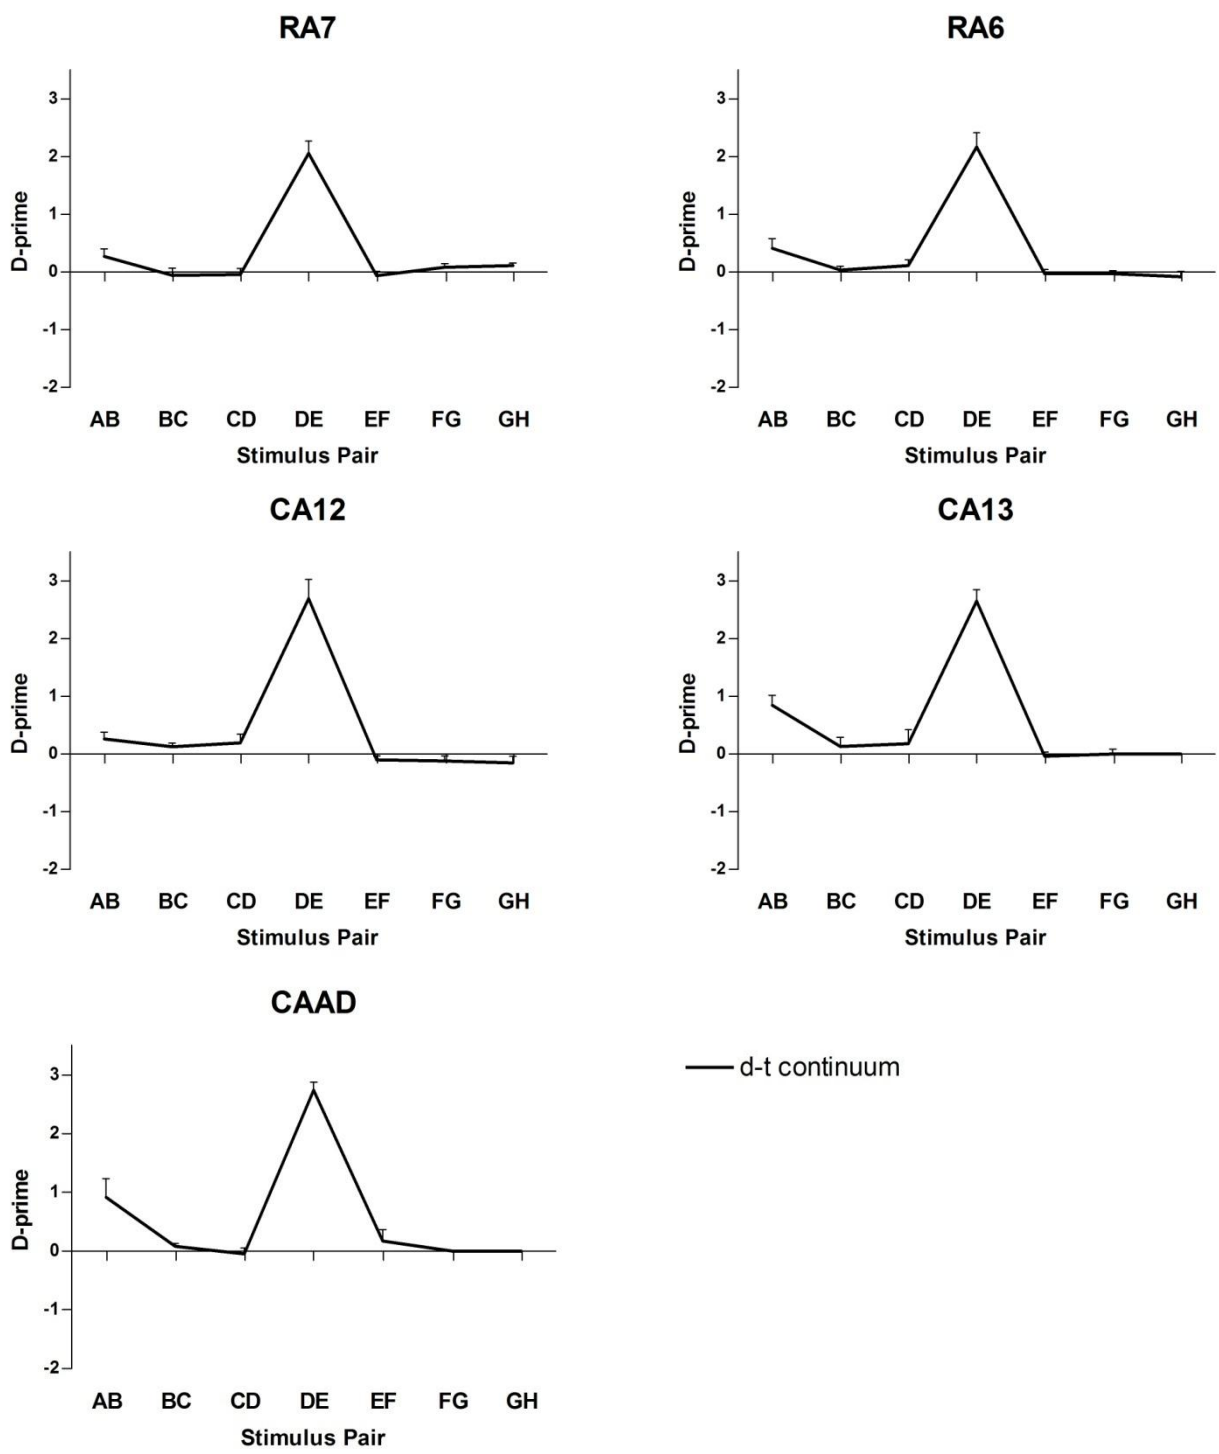 RA7
3
2
1
0
-1
-2
D-prime
AB BC CD DE EF FG GH
Stimulus Pair
RA6
3
2
1
0
-1
-2
D-prime
AB BC CD DE EF FG GH
Stimulus Pair
CA12
3
2
1
0
-1
-2
D-prime
AB BC CD DE EF FG GH
Stimulus Pair
CA13
3
2
1
0
-1
-2
D-prime
AB BC CD DE EF FG GH
Stimulus Pair
CAAD
3
2
1
0
-1
-2
D-prime
AB BC CD DE EF FG GH
Stimulus Pair
d-t continuum